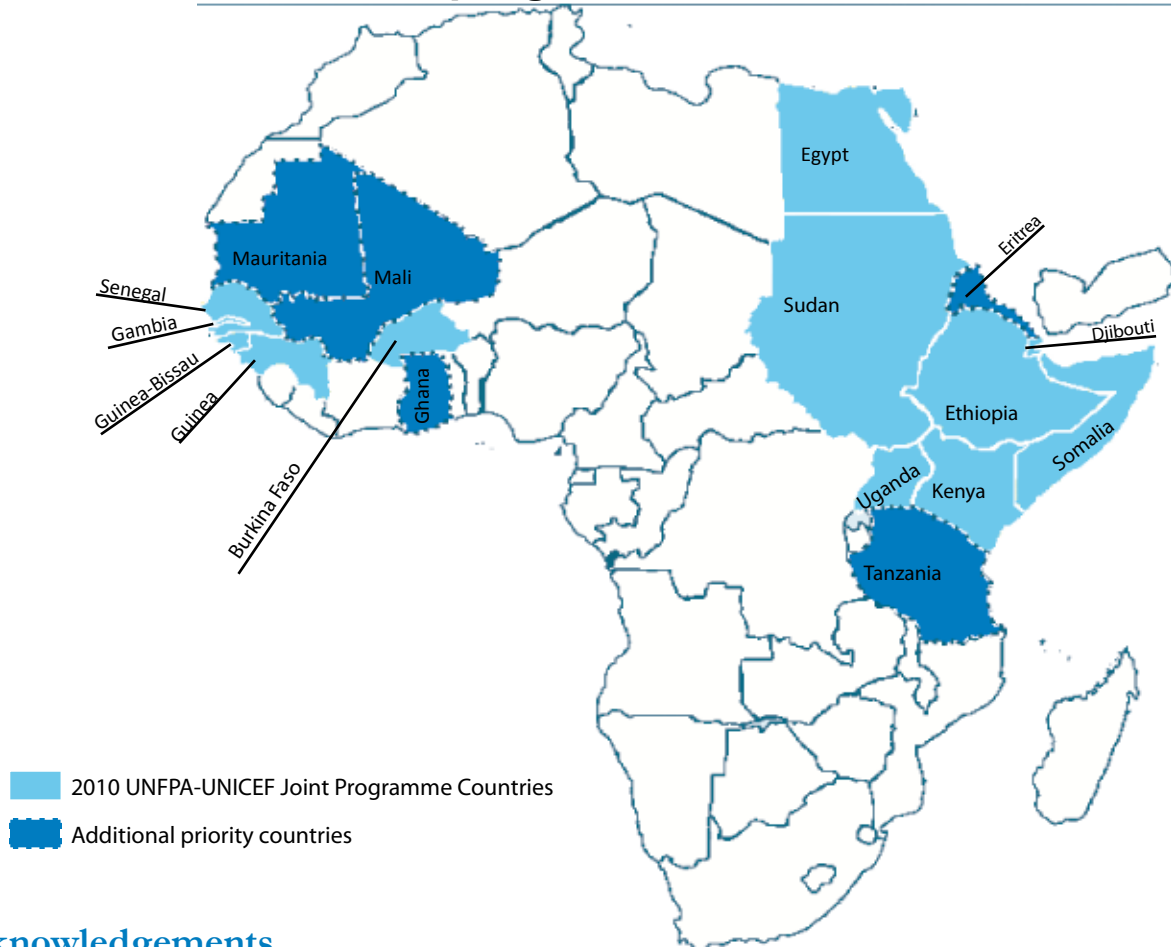 Egypt
Eritrea
Mauritania
Mali
Senegal
Sudan
Gambia
Djibouti
Guinea-Bissau
Guinea
Ghana
Ethiopia
Somalia
Burkina Faso
Uganda
Kenya
Tanzania
2010 UNFPA-UNICEF Joint Programme Countries
Additional priority countries
knowledgements